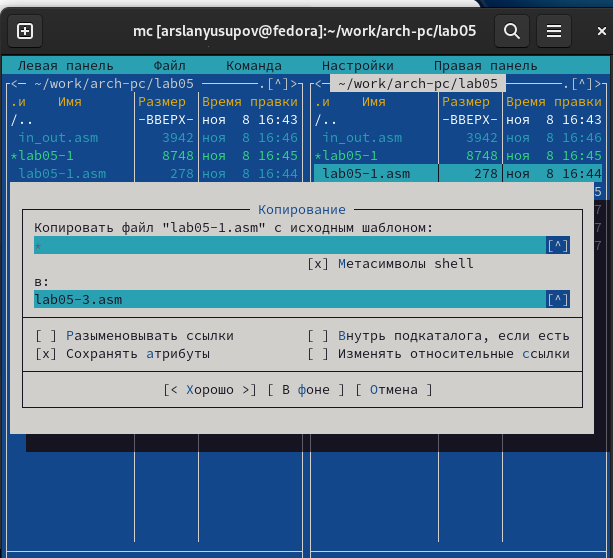 mc [arslanyusupov@fedora]:~/work/arch-pc/lab05
Левая панель Файл Команда Настройки Правая панель
<- ~/work/arch-pc/lab05 .[^]> <- ~/work/arch-pc/lab05 .[^]>
.и Имя Размер Время правки .и Имя Размер Время правки
/.. -ВВЕРХ- ноя 8 16:43 /.. -ВВЕРХ- ноя 8 16:43
in_out.asm 3942 ноя 8 16:46 in_out.asm 3942 ноя 8 16:46
*lab05-1 8748 ноя 8 16:45 *lab05-1 8748 ноя 8 16:45
lab05-1.asm 278 ноя 8 16:44 lab05-1.asm 278 ноя 8 16:44
5
Копирование
7
Копировать файл "lab05-1.asm" с исходным шаблоном:
7
* [^]
7
[x] Метасимволы shell
в:
lab05-3.asm [^]
[ ] Разыменовывать ссылки [ ] Внутрь подкаталога, если есть
[x] Сохранять атрибуты [ ] Изменять относительные ссылки
[< Хорошо >] [ В фоне ] [ Отмена ]